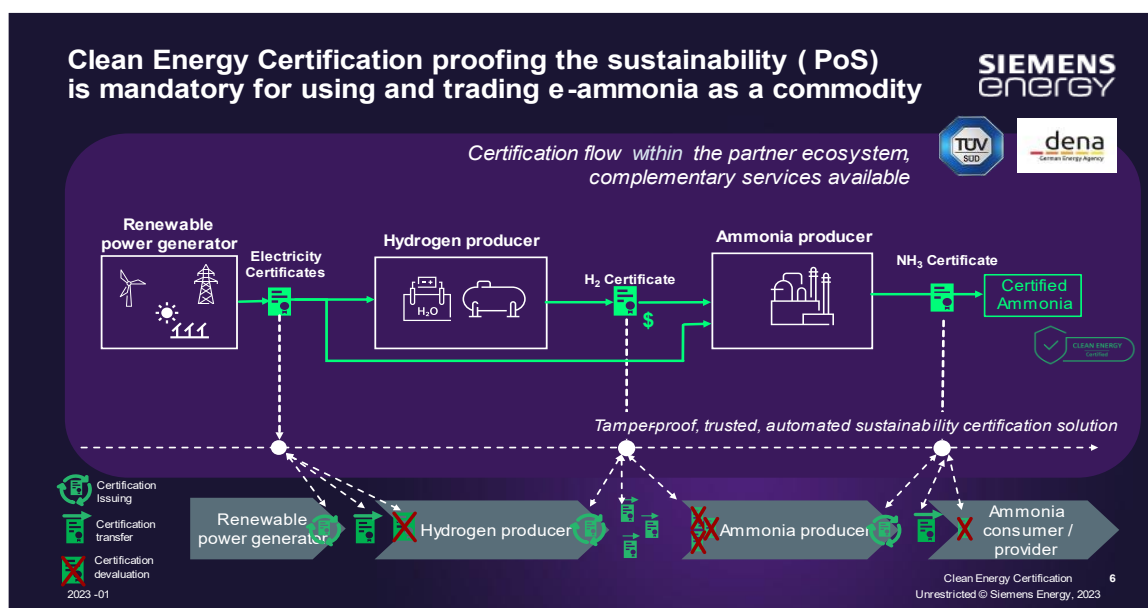 Clean Energy Certification proofing the sustainability ( PoS)
is mandatory for using and trading e-ammonia as a commodity
SIEMENS
energy
TÜV
SÜD
dena
German Energy Agency
Certification flow within the partner ecosystem,
complementary services available
Renewable
power generator
Electricity
Certificates
Hydrogen producer
H₂O
H₂ Certificate
$
Ammonia producer
NH₃ Certificate
Certified
Ammonia
CLEAN ENERGY
Certified
Tamperproof, trusted, automated sustainability certification solution
Certification
Issuing
Certification
transfer
Certification
devaluation
Renewable
power generator
Hydrogen producer
Ammonia producer
Ammonia
consumer /
provider
2023 -01
Clean Energy Certification 6
Unrestricted © Siemens Energy, 2023